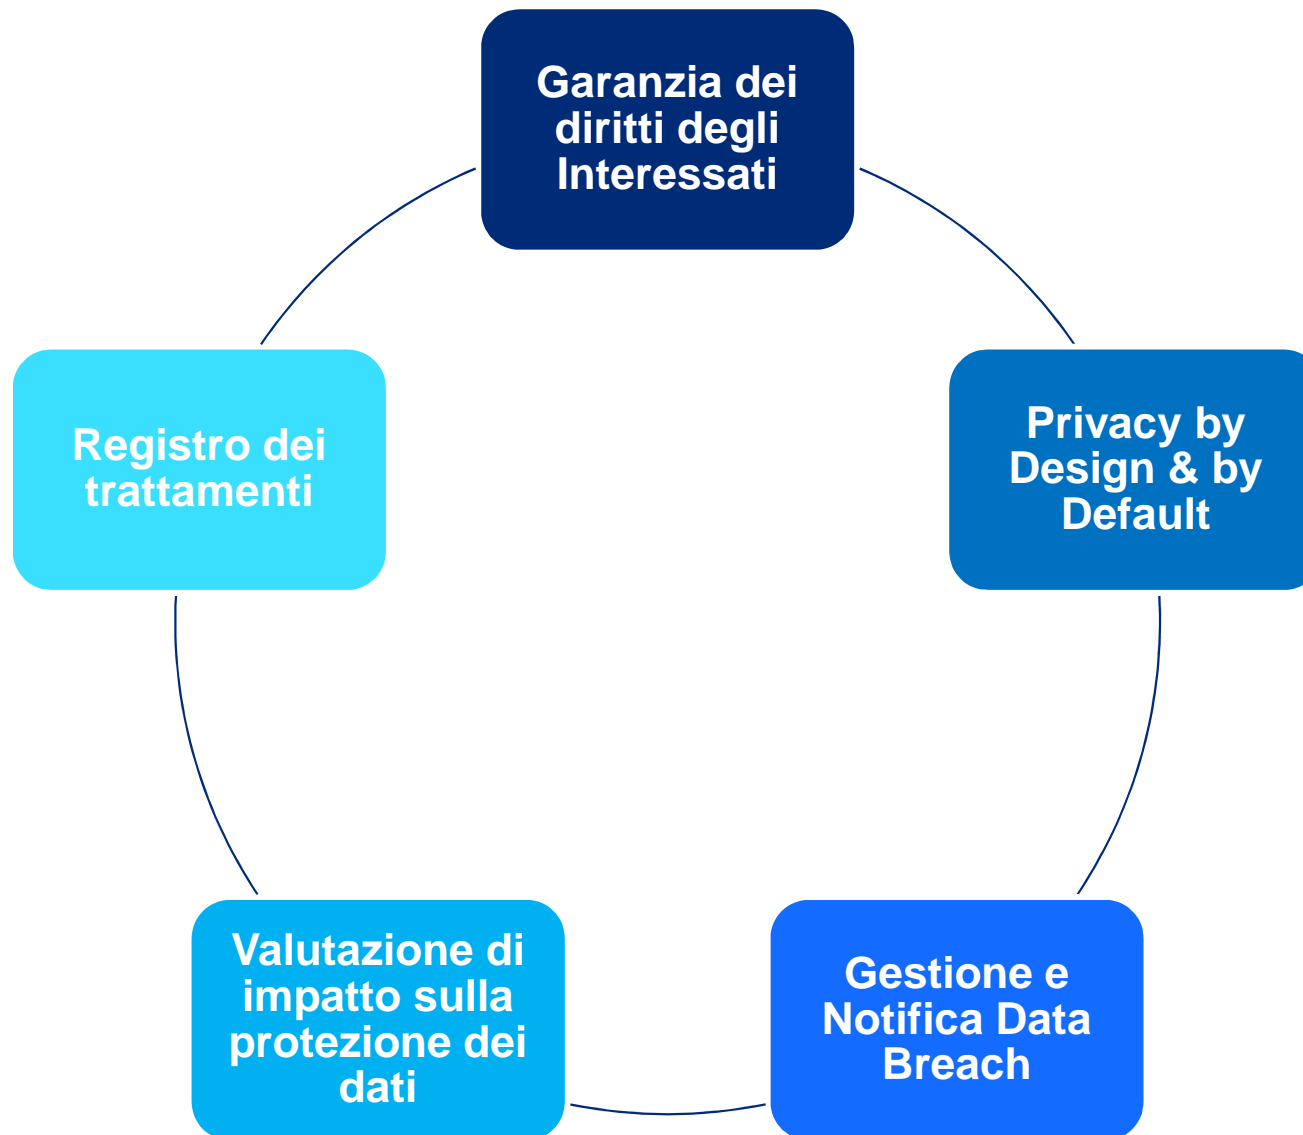 Garanzia dei
diritti degli
Interessati
Registro dei
trattamenti
Privacy by
Design & by
Default
Valutazione di
impatto sulla
protezione dei
dati
Gestione e
Notifica Data
Breach